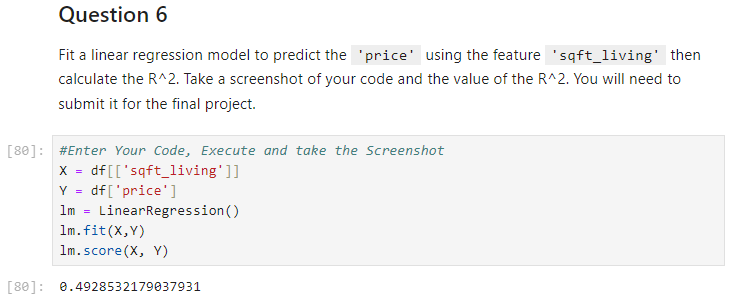 Question 6
Fit a linear regression model to predict the 'price' using the feature 'sqft_living' then
calculate the R^2. Take a screenshot of your code and the value of the R^2. You will need to
submit it for the final project.
[80]: #Enter Your Code, Execute and take the Screenshot
X = df[['sqft_living']]
Y = df['price']
lm = LinearRegression()
lm.fit(X,Y)
lm.score(X, Y)
[80]: 0.4928532179037931